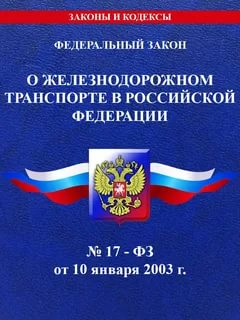 ЗАКОНЫ И КОДЕКСЫ
ФЕДЕРАЛЬНЫЙ ЗАКОН
О ЖЕЛЕЗНОДОРОЖНОМ
ТРАНСПОРТЕ В РОССИЙСКОЙ
ФЕДЕРАЦИИ
№ 17 - ФЗ
от 10 января 2003 г.